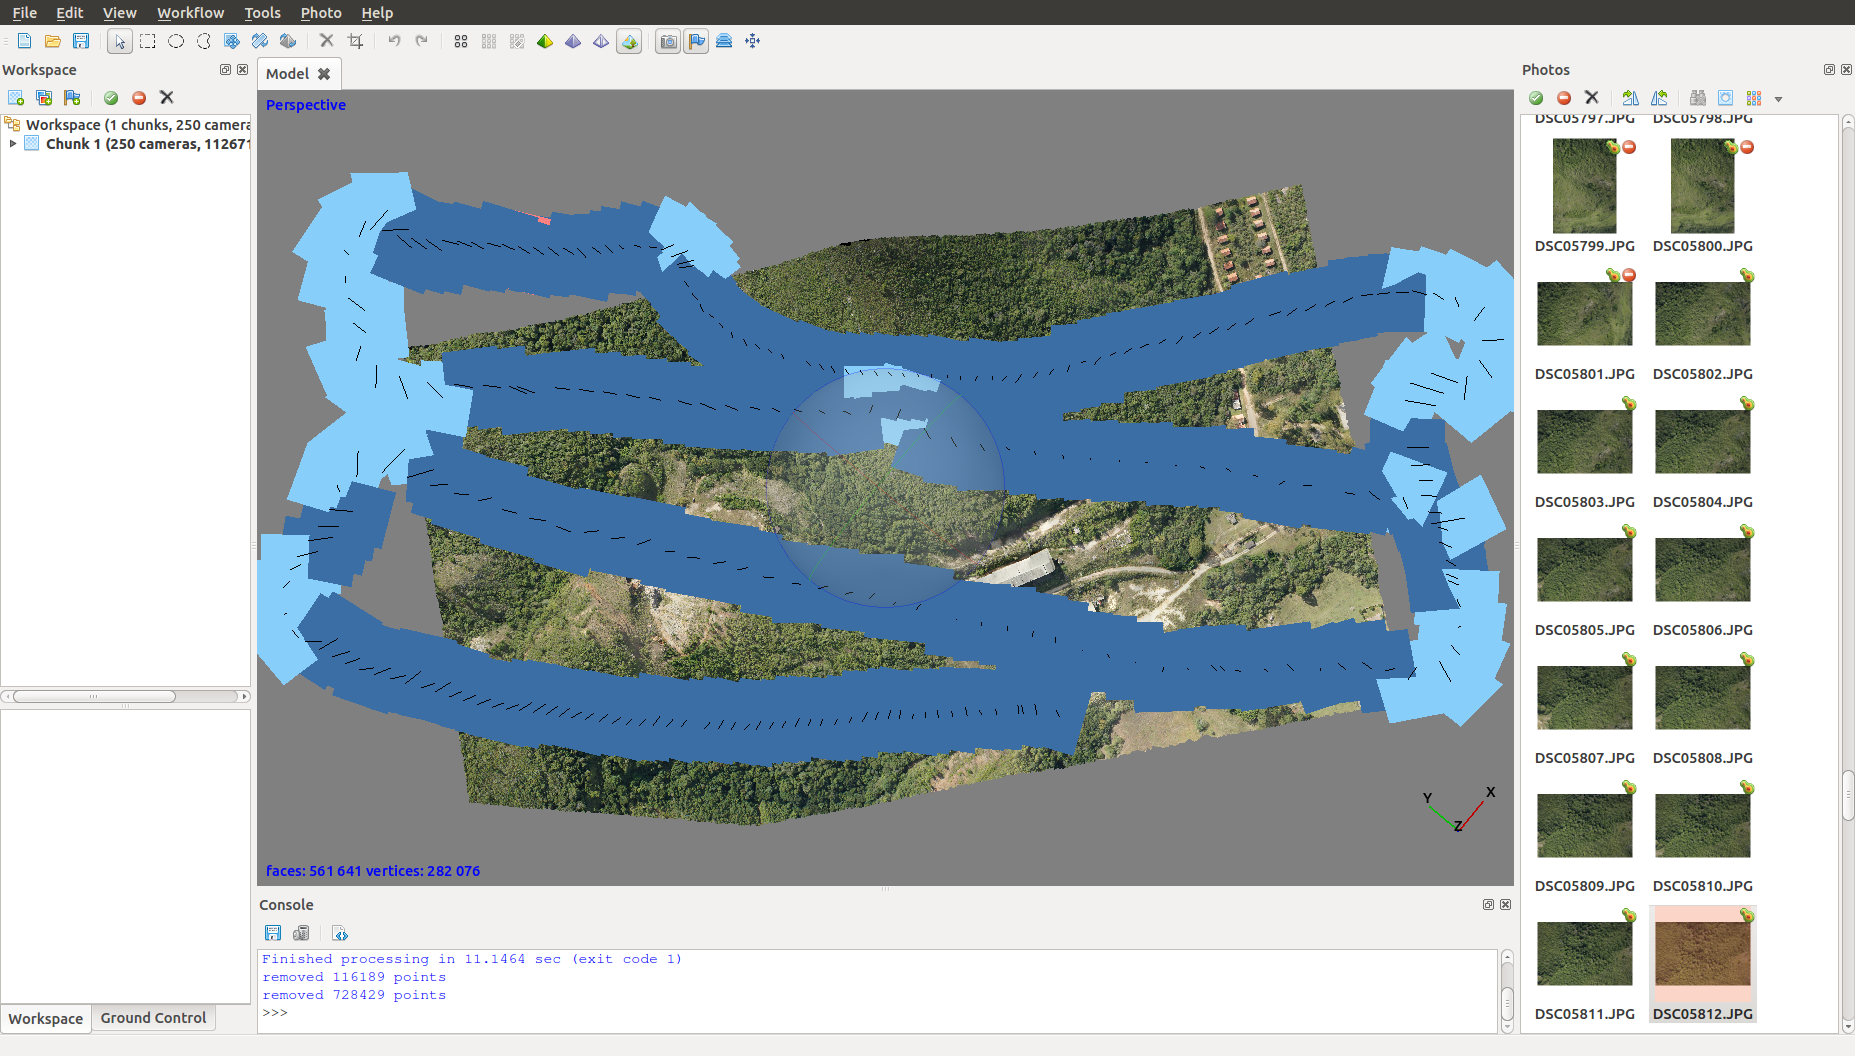 File Edit View Workflow Tools Photo Help
Workspace
Workspace (1 chunks, 250 camera
Chunk 1 (250 cameras, 112671
Workspace
Ground Control
Model
Perspective
Y
X
Z
faces: 561 641 vertices: 282 076
Console
Finished processing in 11.1464 sec (exit code 1)
removed 116189 points
removed 728429 points
>>>
Photos
DSC05797.JPG DSC05798.JPG
DSC05799.JPG DSC05800.JPG
DSC05801.JPG DSC05802.JPG
DSC05803.JPG DSC05804.JPG
DSC05805.JPG DSC05806.JPG
DSC05807.JPG DSC05808.JPG
DSC05809.JPG DSC05810.JPG
DSC05811.JPG DSC05812.JPG